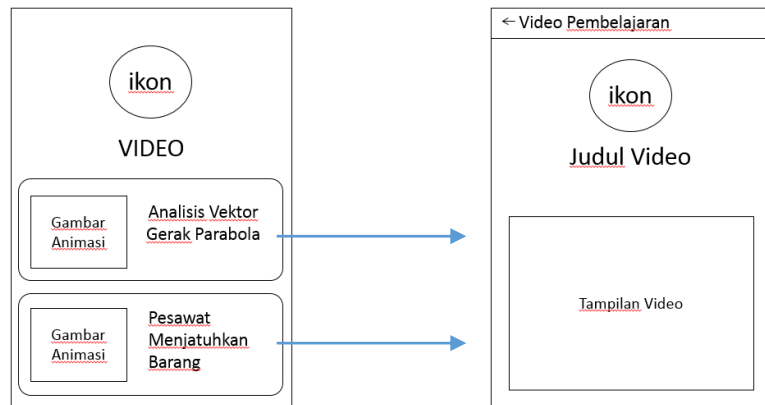 ikon
VIDEO
Gambar
Animasi
Analisis Vektor
Gerak Parabola
Gambar
Animasi
Pesawat
Menjatuhkan
Barang
← Video Pembelajaran
ikon
Judul Video
Tampilan Video